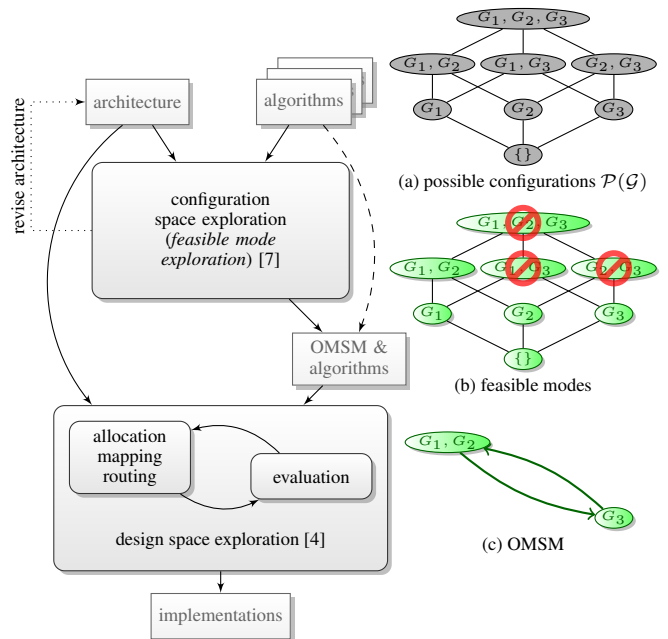 architecture
algorithms
revise architecture
configuration
space exploration
(feasible mode
exploration) [7]
OMSM &
algorithms
allocation
mapping
routing
evaluation
design space exploration [4]
implementations
G1, G2, G3
G1, G2
G1, G3
G2, G3
G1
G2
G3
{}
(a) possible configurations P(G)
G1, G2, G3
G1, G2
G1, G3
G2, G3
G1
G2
G3
{}
(b) feasible modes
G1, G2
G3
(c) OMSM